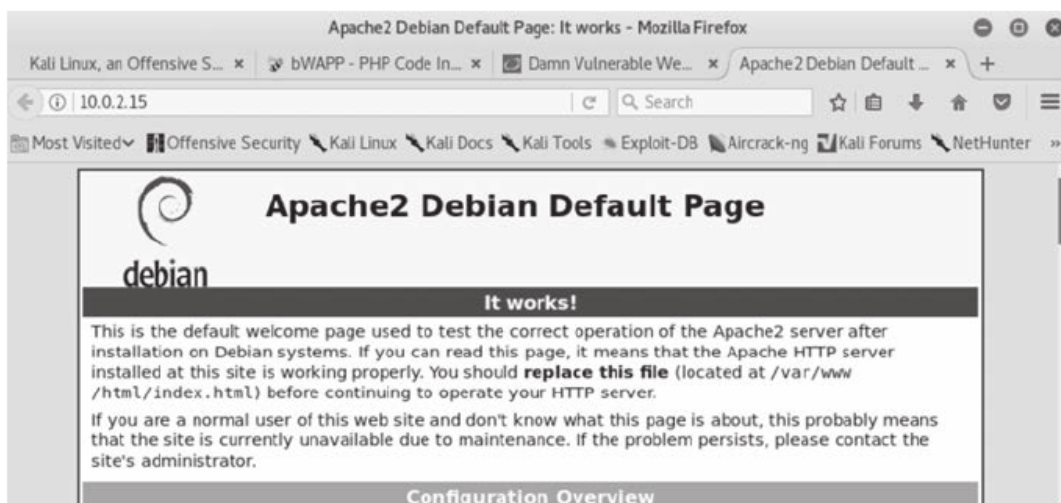 Apache2 Debian Default Page: It works - Mozilla Firefox
Kali Linux, an Offensive S... × bWAPP - PHP Code In... × Damn Vulnerable We... × Apache2 Debian Default ... × +
10.0.2.15 Search
Most Visited Offensive Security Kali Linux Kali Docs Kali Tools Exploit-DB Aircrack-ng Kali Forums NetHunter »
Apache2 Debian Default Page
debian
It works!
This is the default welcome page used to test the correct operation of the Apache2 server after
installation on Debian systems. If you can read this page, it means that the Apache HTTP server
installed at this site is working properly. You should replace this file (located at /var/www
/html/index.html) before continuing to operate your HTTP server.
If you are a normal user of this web site and don't know what this page is about, this probably means
that the site is currently unavailable due to maintenance. If the problem persists, please contact the
site's administrator.
Configuration Overview